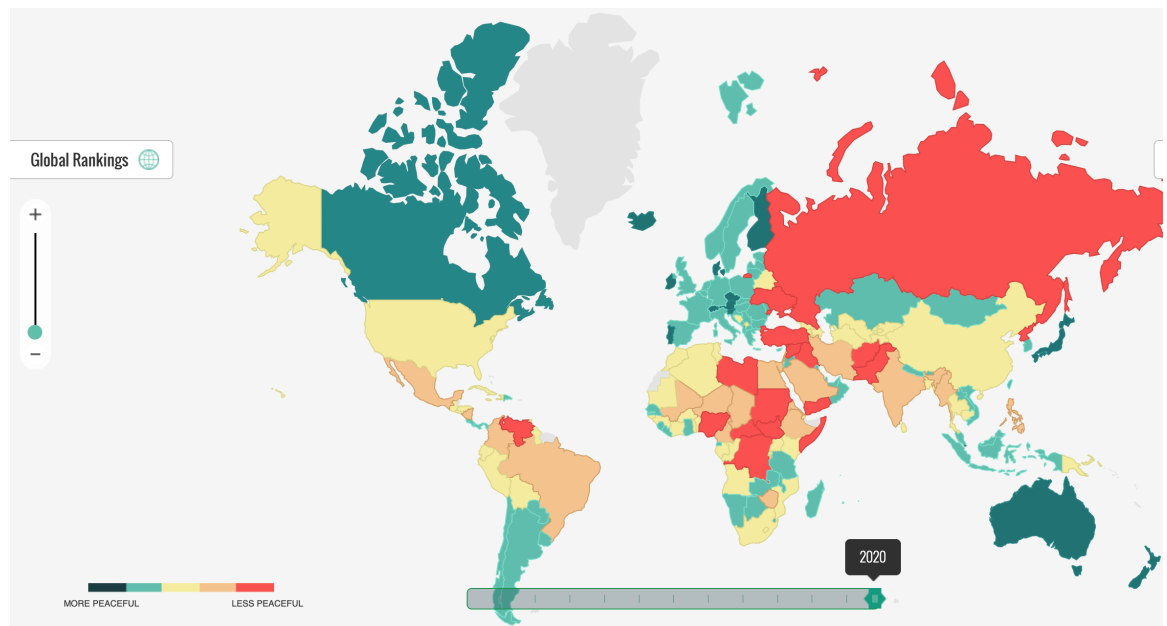 Global Rankings
+
−
2020
MORE PEACEFUL
LESS PEACEFUL